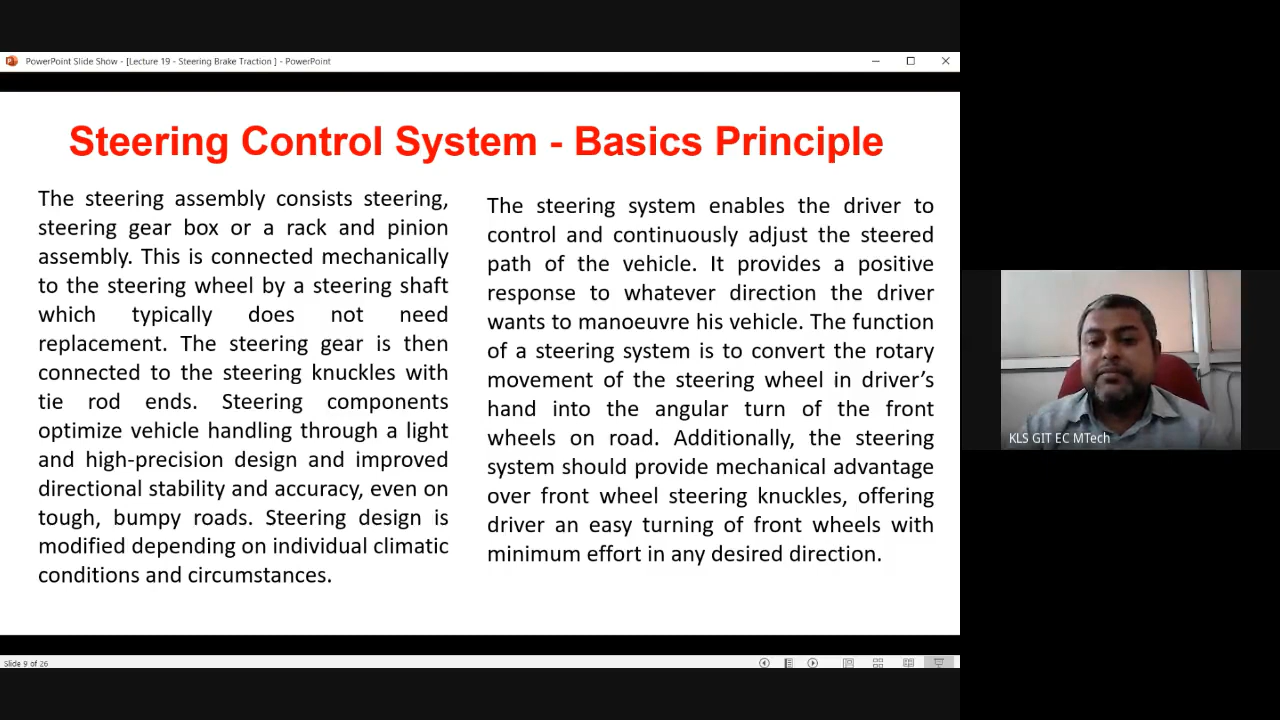 PowerPoint Slide Show - [Lecture 19 - Steering Brake Traction ] - PowerPoint
Steering Control System - Basics Principle
The steering assembly consists steering,
steering gear box or a rack and pinion
assembly. This is connected mechanically
to the steering wheel by a steering shaft
which typically does not need
replacement. The steering gear is then
connected to the steering knuckles with
tie rod ends. Steering components
optimize vehicle handling through a light
and high-precision design and improved
directional stability and accuracy, even on
tough, bumpy roads. Steering design is
modified depending on individual climatic
conditions and circumstances.
The steering system enables the driver to
control and continuously adjust the steered
path of the vehicle. It provides a positive
response to whatever direction the driver
wants to manoeuvre his vehicle. The function
of a steering system is to convert the rotary
movement of the steering wheel in driver’s
hand into the angular turn of the front
wheels on road. Additionally, the steering
system should provide mechanical advantage
over front wheel steering knuckles, offering
driver an easy turning of front wheels with
minimum effort in any desired direction.
KLS GIT EC MTech
Slide 9 of 26